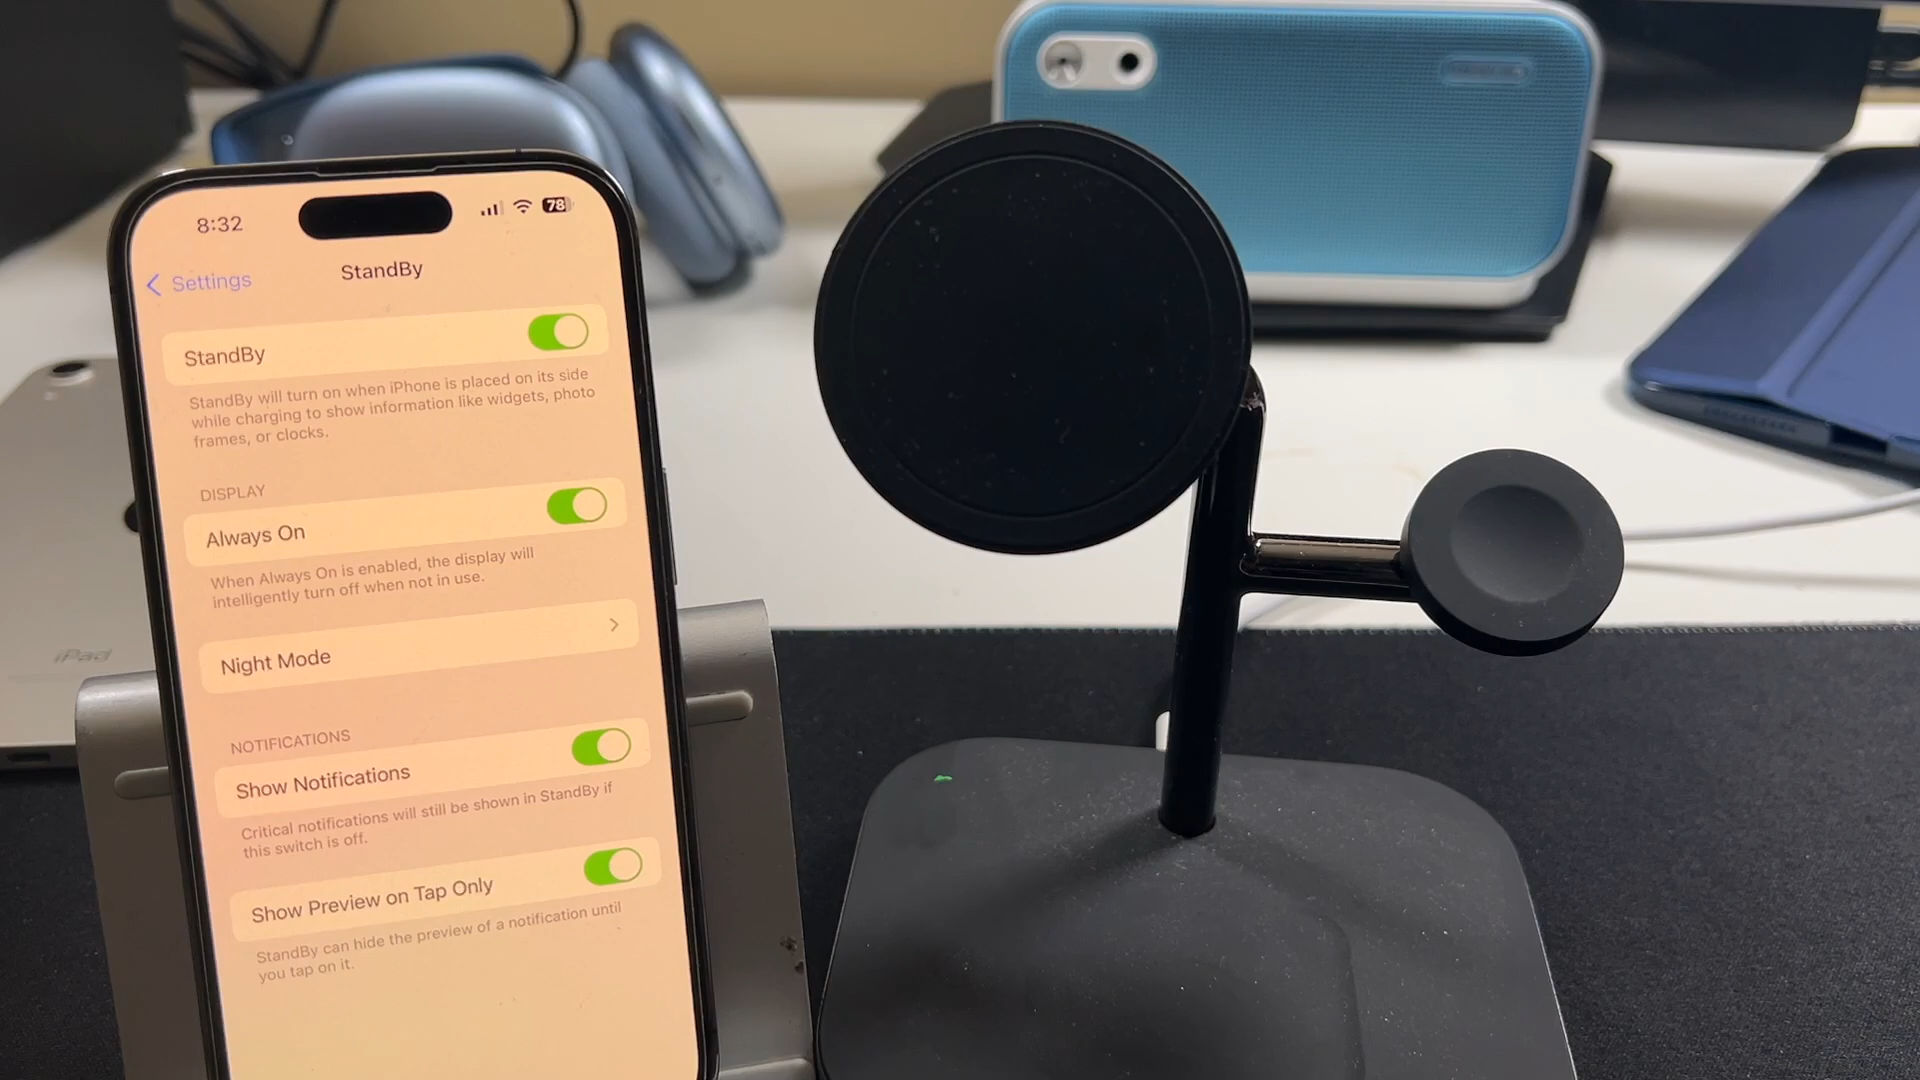 8:32
78
Settings
StandBy
StandBy
StandBy will turn on when iPhone is placed on its side
while charging to show information like widgets, photo
frames, or clocks.
DISPLAY
Always On
When Always On is enabled, the display will
intelligently turn off when not in use.
Night Mode
NOTIFICATIONS
Show Notifications
Critical notifications will still be shown in StandBy if
this switch is off.
Show Preview on Tap Only
StandBy can hide the preview of a notification until
you tap on it.
iPad